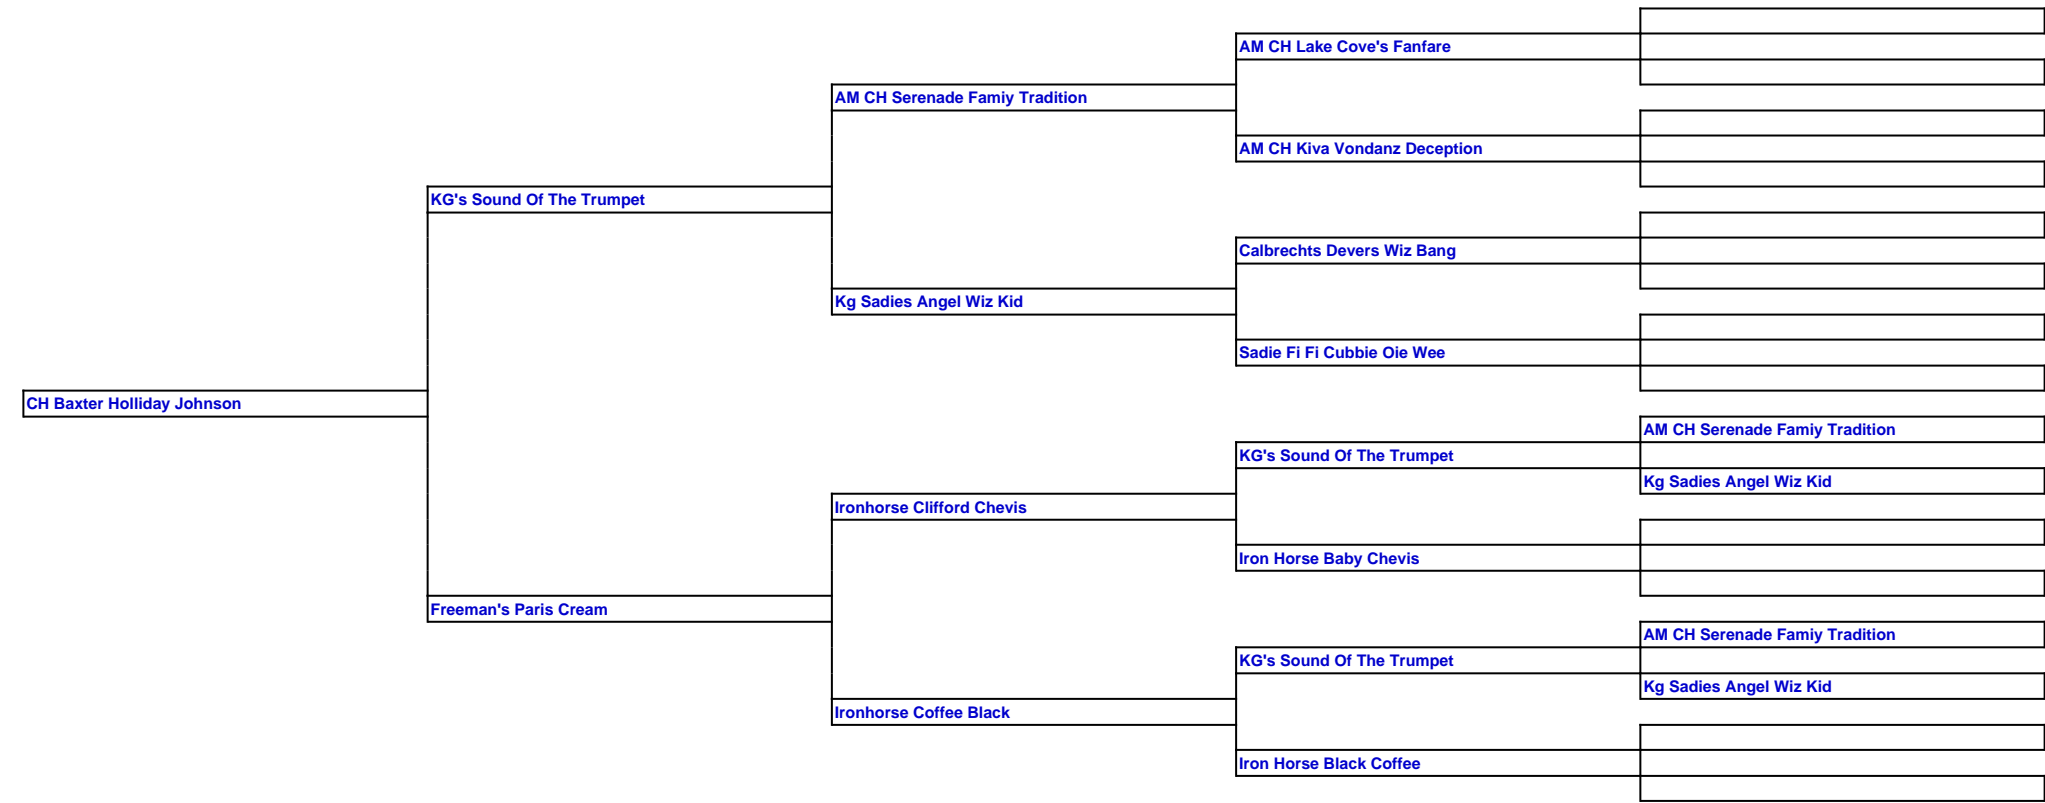 AM CH Lake Cove's Fanfare
AM CH Serenade Famiy Tradition
AM CH Kiva Vondanz Deception
KG's Sound Of The Trumpet
Calbrechts Devers Wiz Bang
Kg Sadies Angel Wiz Kid
Sadie Fi Fi Cubbie Oie Wee
CH Baxter Holliday Johnson
AM CH Serenade Famiy Tradition
KG's Sound Of The Trumpet
Kg Sadies Angel Wiz Kid
Ironhorse Clifford Chevis
Iron Horse Baby Chevis
Freeman's Paris Cream
AM CH Serenade Famiy Tradition
KG's Sound Of The Trumpet
Kg Sadies Angel Wiz Kid
Ironhorse Coffee Black
Iron Horse Black Coffee